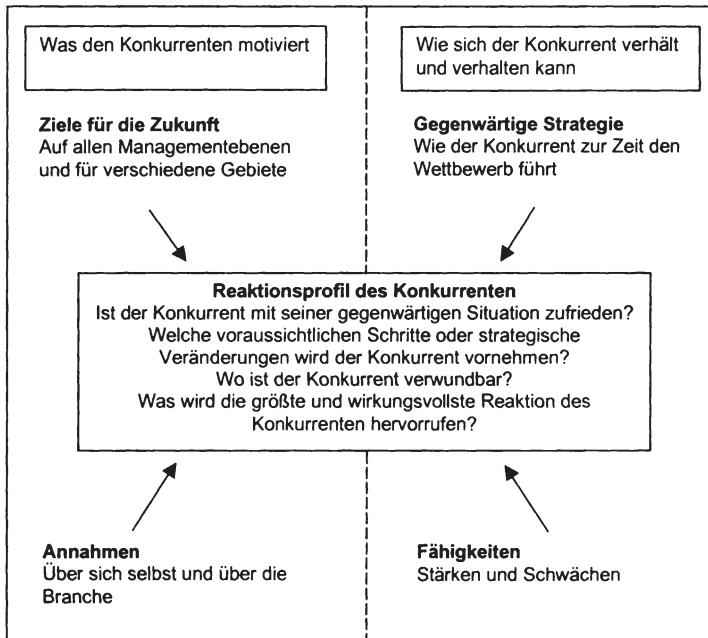 Was den Konkurrenten motiviert
Wie sich der Konkurrent verhält
und verhalten kann
Ziele für die Zukunft
Auf allen Managementebenen
und für verschiedene Gebiete
Gegenwärtige Strategie
Wie der Konkurrent zur Zeit den
Wettbewerb führt
Reaktionsprofil des Konkurrenten
Ist der Konkurrent mit seiner gegenwärtigen Situation zufrieden?
Welche voraussichtlichen Schritte oder strategische
Veränderungen wird der Konkurrent vornehmen?
Wo ist der Konkurrent verwundbar?
Was wird die größte und wirkungsvollste Reaktion des
Konkurrenten hervorrufen?
Annahmen
Über sich selbst und über die
Branche
Fähigkeiten
Stärken und Schwächen